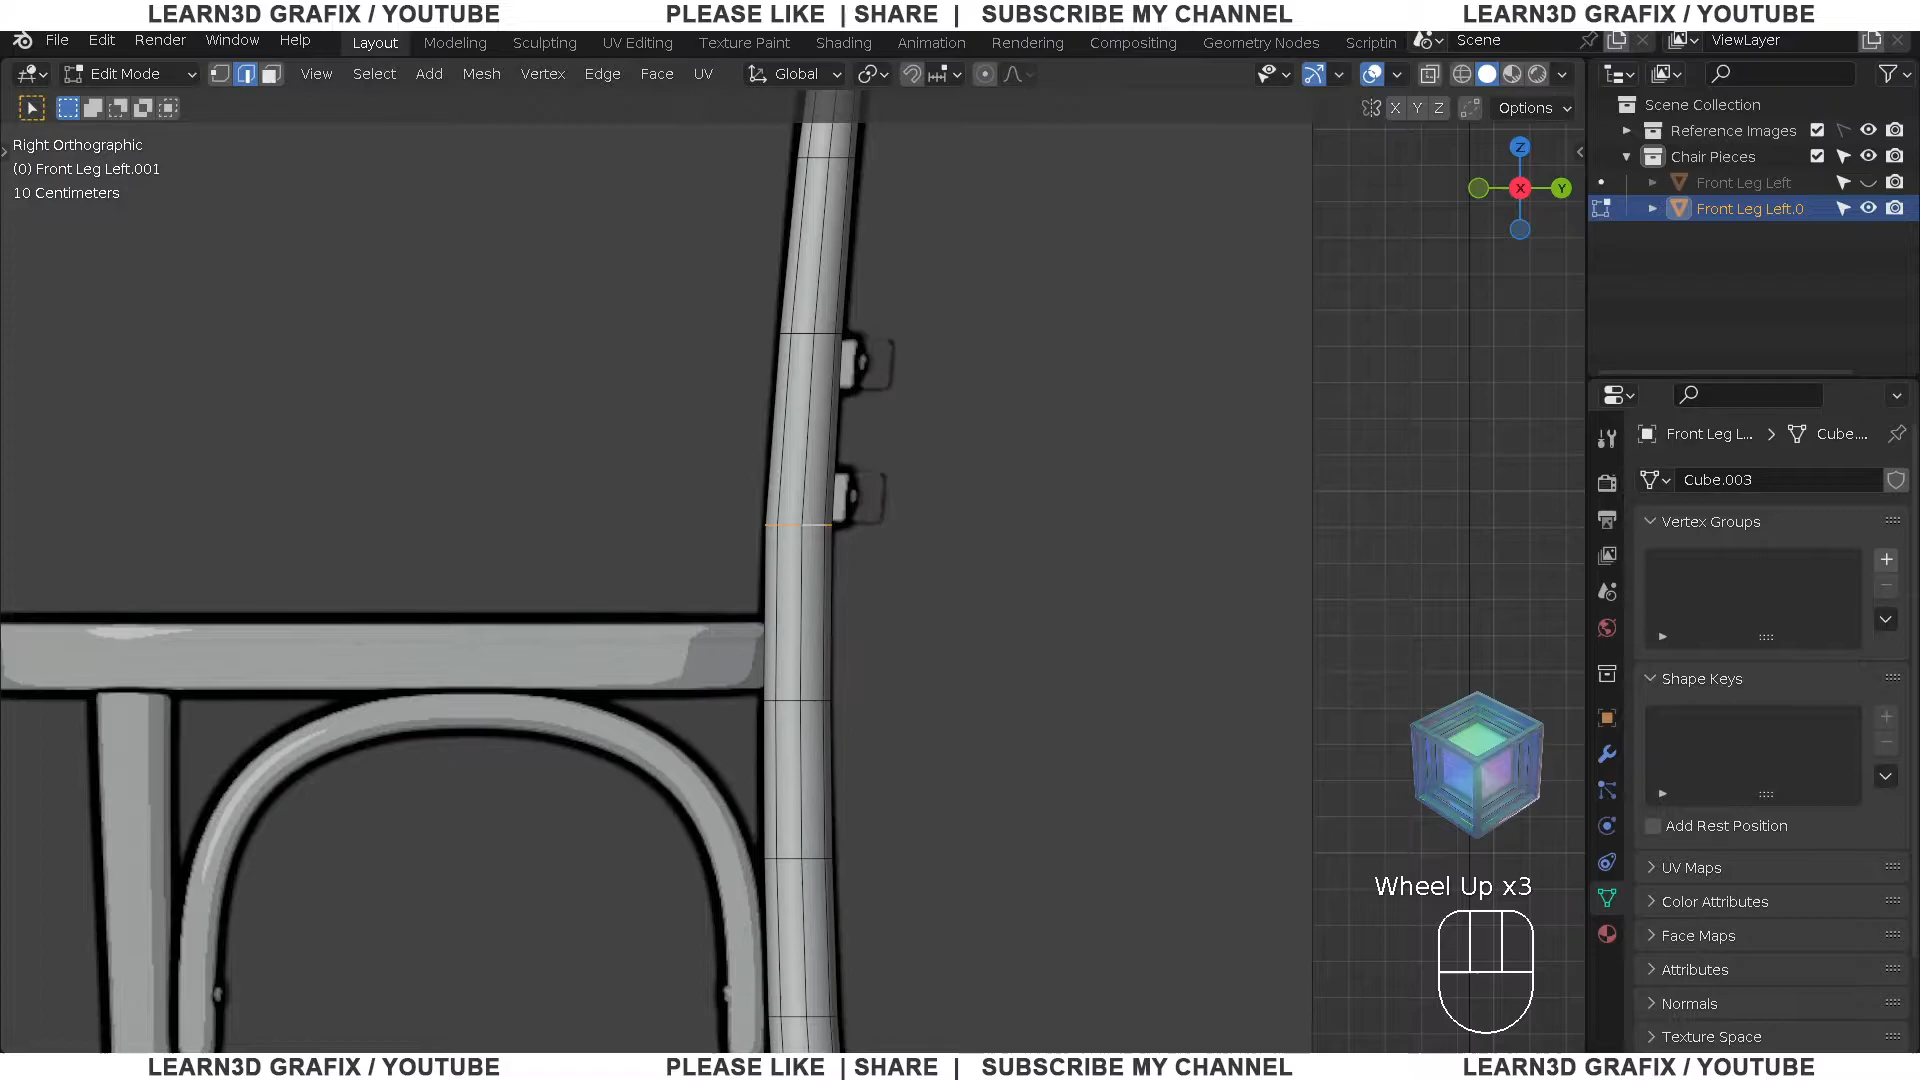 LEARN3D GRAFIX / YOUTUBE PLEASE LIKE | SHARE | SUBSCRIBE MY CHANNEL LEARN3D GRAFIX / YOUTUBE
File Edit Render Window Help Layout Modeling Sculpting UV Editing Texture Paint Shading Animation Rendering Compositing Geometry Nodes Scriptin Scene ViewLayer
Edit Mode View Select Add Mesh Vertex Edge Face UV Global
X Y Z Options
Scene Collection
Reference Images
Chair Pieces
Front Leg Left
Front Leg Left.0
Right Orthographic
(0) Front Leg Left.001
10 Centimeters
Z
X
Y
Front Leg L... Cube....
Cube.003
Vertex Groups
Shape Keys
Add Rest Position
UV Maps
Color Attributes
Face Maps
Attributes
Normals
Texture Space
Wheel Up x3
LEARN3D GRAFIX / YOUTUBE PLEASE LIKE | SHARE | SUBSCRIBE MY CHANNEL LEARN3D GRAFIX / YOUTUBE